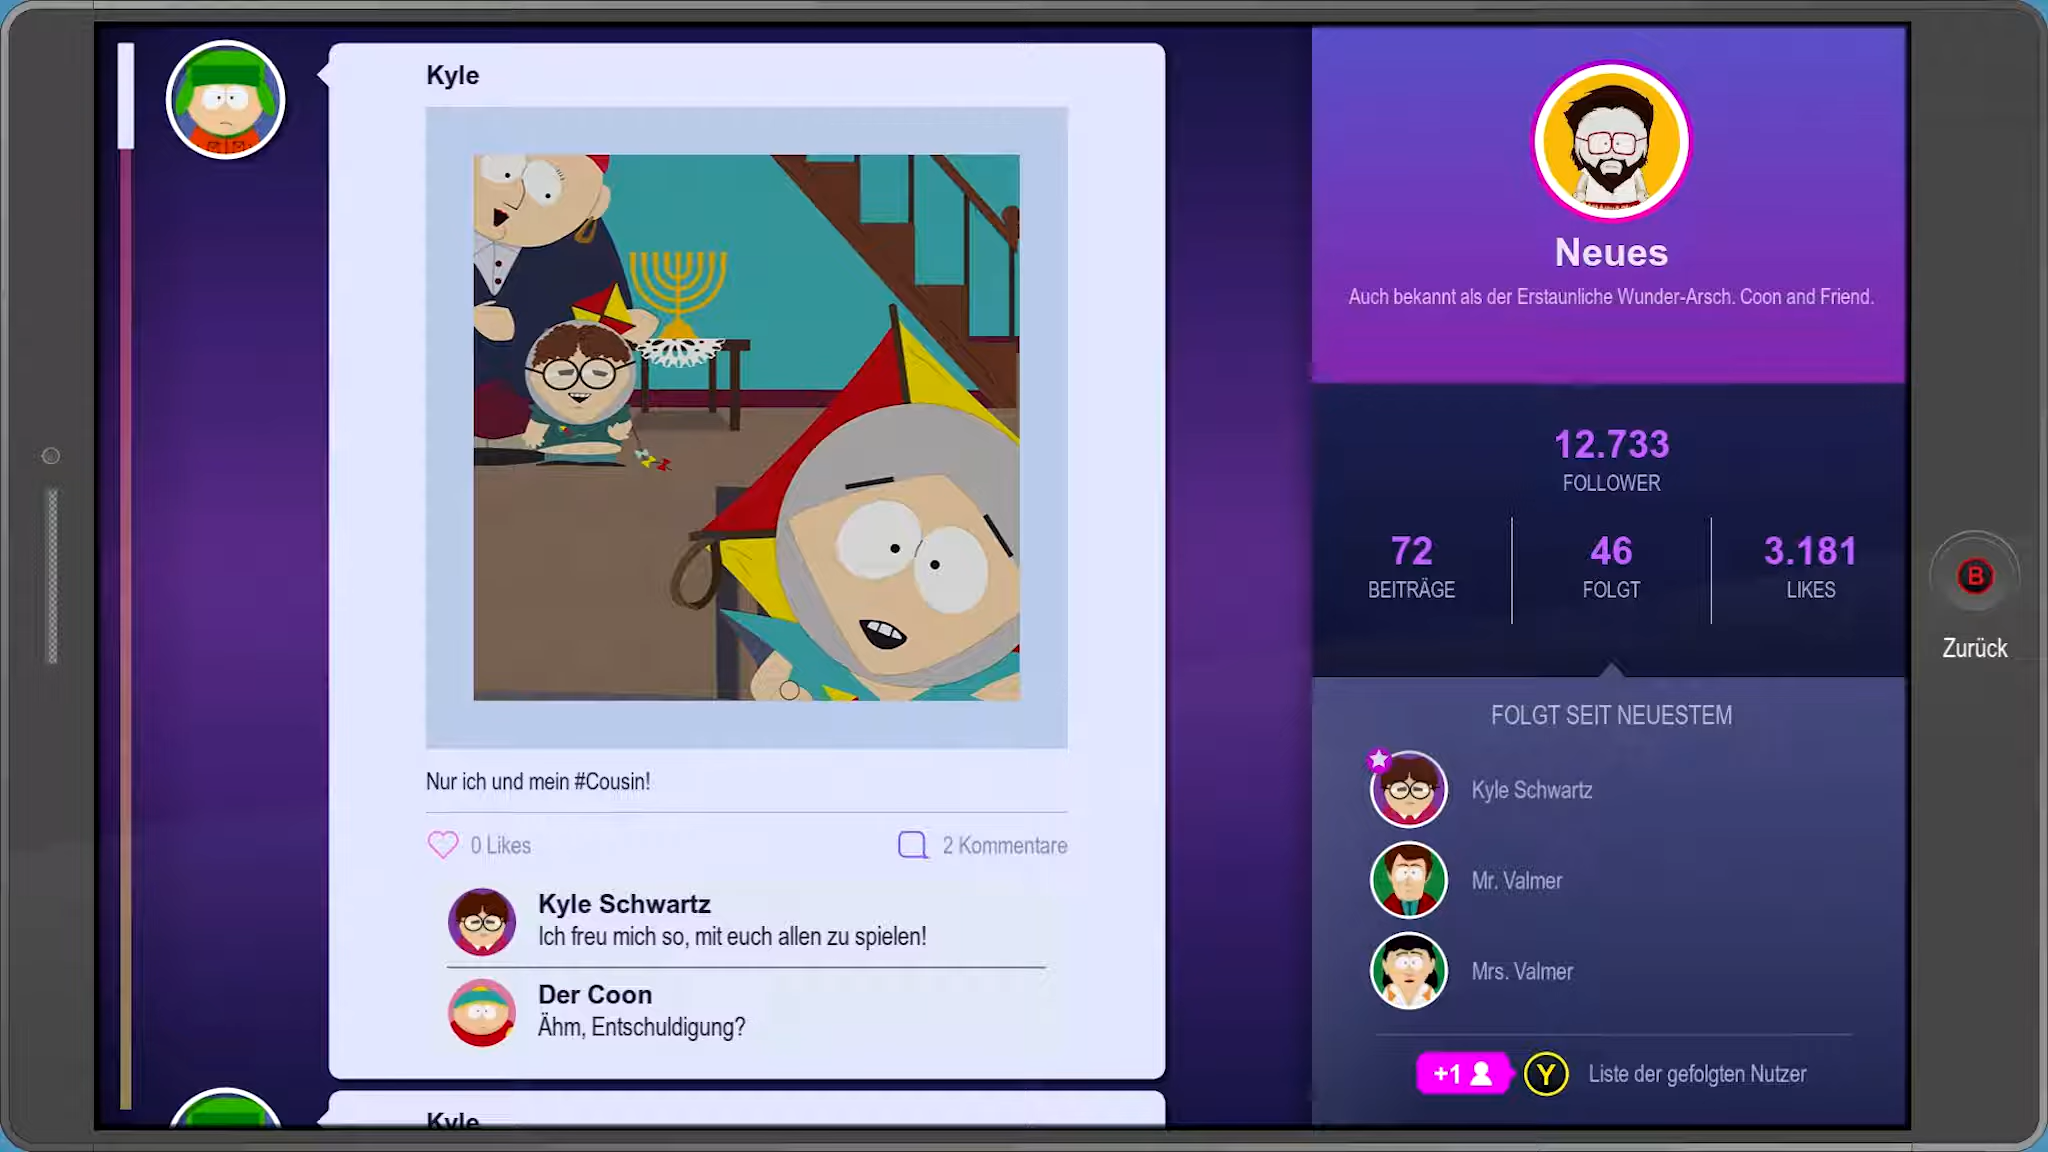 Kyle
Nur ich und mein #Cousin!
0 Likes
2 Kommentare
Kyle Schwartz
Ich freu mich so, mit euch allen zu spielen!
Der Coon
Ähm, Entschuldigung?
Kyle
Neues
Auch bekannt als der Erstaunliche Wunder-Arsch. Coon and Friend.
12.733
FOLLOWER
72
BEITRÄGE
46
FOLGT
3.181
LIKES
FOLGT SEIT NEUESTEM
Kyle Schwartz
Mr. Valmer
Mrs. Valmer
+1
Y
Liste der gefolgten Nutzer
B
Zurück